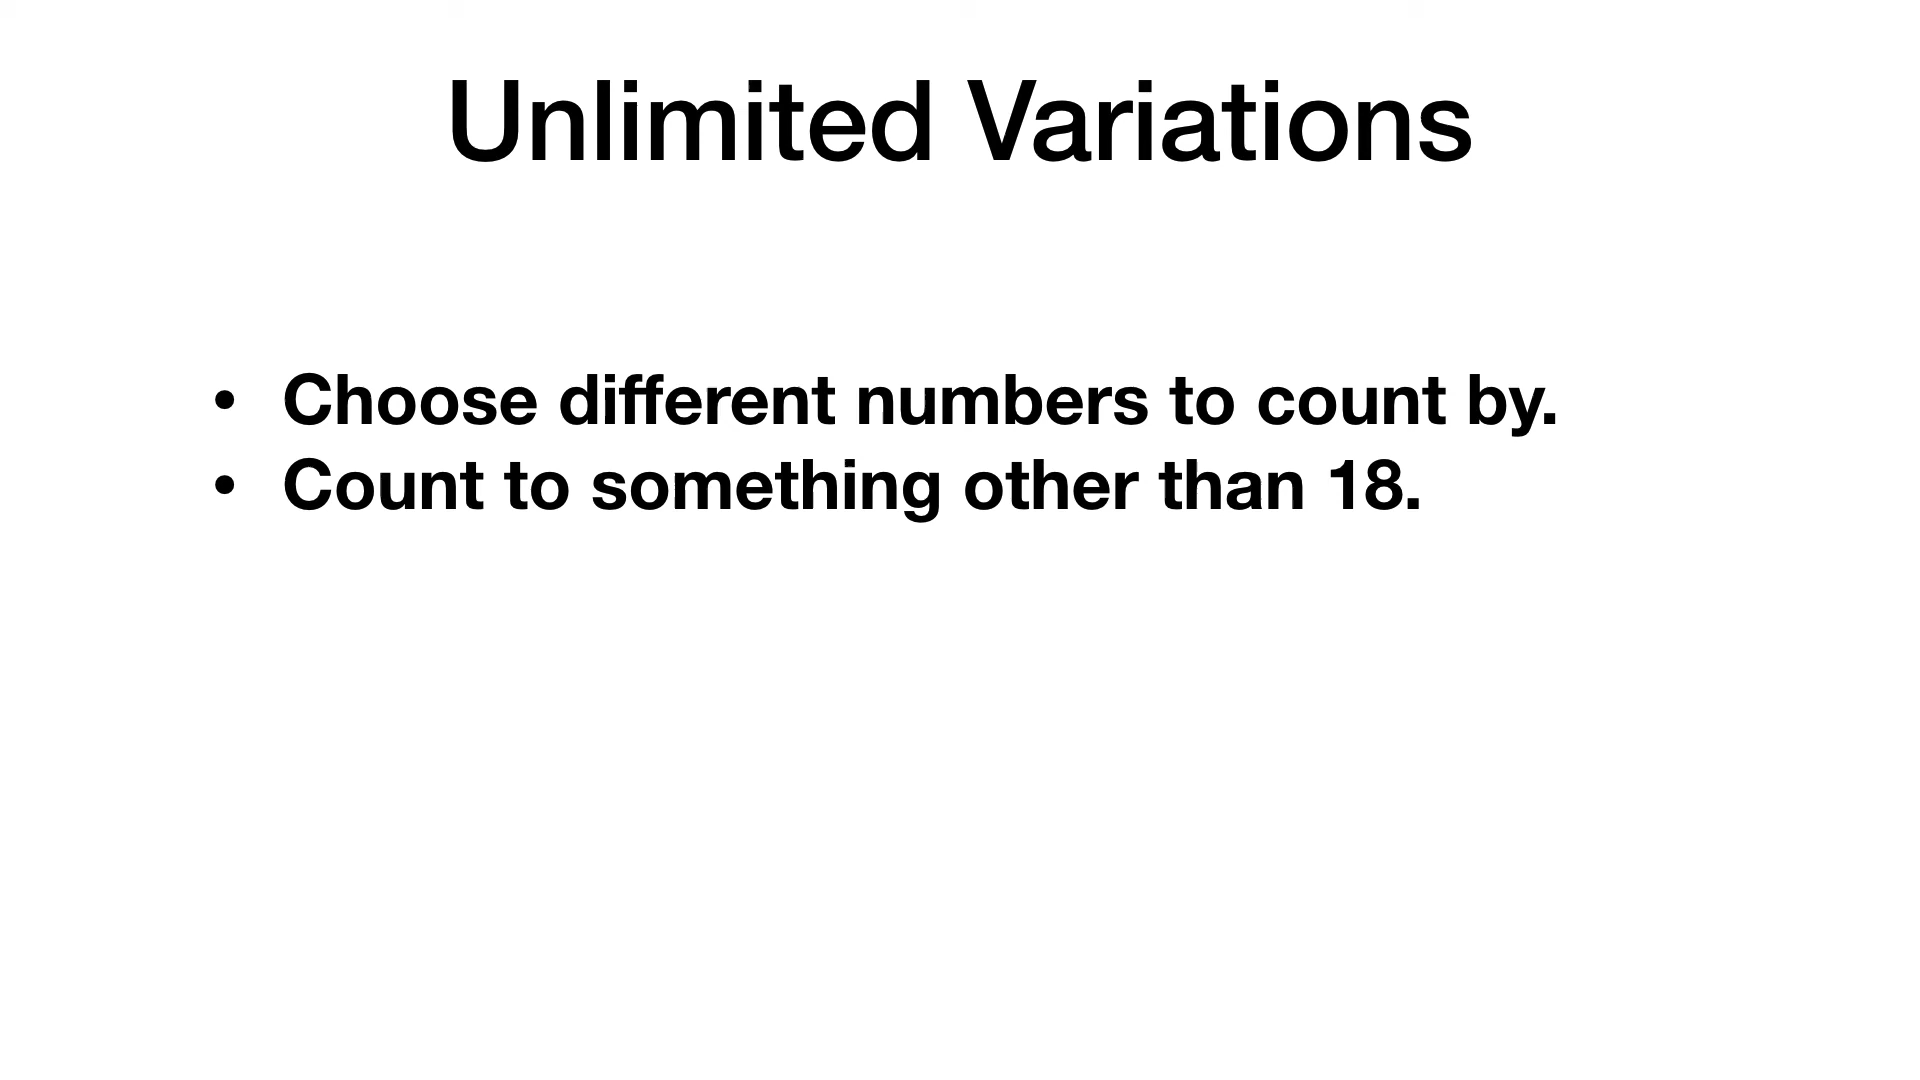 Unlimited Variations
• Choose different numbers to count by.
• Count to something other than 18.